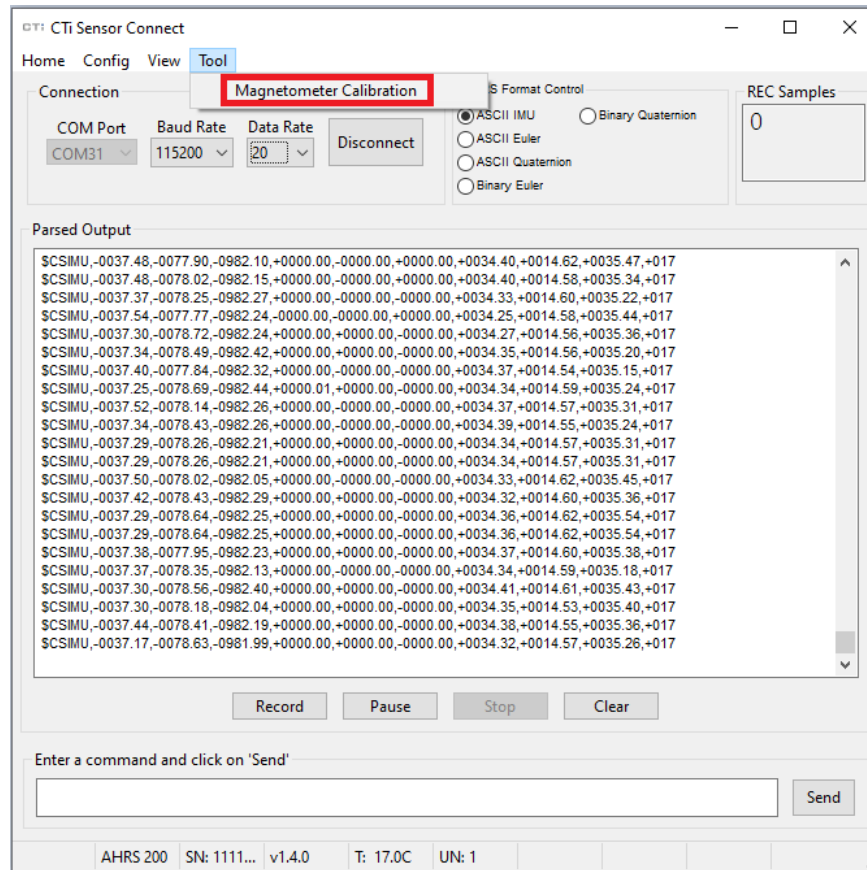 CTi CTi Sensor Connect
Home Config View Tool
Magnetometer Calibration
Connection
COM Port Baud Rate Data Rate
COM31 115200 20 Disconnect
S Format Control
ASCII IMU Binary Quaternion
ASCII Euler
ASCII Quaternion
Binary Euler
REC Samples
0
Parsed Output
$CSIMU,-0037.48,-0077.90,-0982.10,+0000.00,-0000.00,+0000.00,+0034.40,+0014.62,+0035.47,+017
$CSIMU,-0037.48,-0078.02,-0982.15,+0000.00,-0000.00,+0000.00,+0034.40,+0014.58,+0035.34,+017
$CSIMU,-0037.37,-0078.25,-0982.27,+0000.00,-0000.00,-0000.00,+0034.33,+0014.60,+0035.22,+017
$CSIMU,-0037.54,-0077.77,-0982.24,-0000.00,-0000.00,+0000.00,+0034.25,+0014.58,+0035.44,+017
$CSIMU,-0037.30,-0078.72,-0982.24,+0000.00,+0000.00,-0000.00,+0034.27,+0014.56,+0035.36,+017
$CSIMU,-0037.34,-0078.49,-0982.42,+0000.00,+0000.00,-0000.00,+0034.35,+0014.56,+0035.20,+017
$CSIMU,-0037.40,-0077.84,-0982.32,+0000.00,-0000.00,-0000.00,+0034.37,+0014.54,+0035.15,+017
$CSIMU,-0037.25,-0078.69,-0982.44,+0000.01,+0000.00,-0000.00,+0034.34,+0014.59,+0035.24,+017
$CSIMU,-0037.52,-0078.14,-0982.26,+0000.00,-0000.00,-0000.00,+0034.37,+0014.57,+0035.31,+017
$CSIMU,-0037.34,-0078.43,-0982.26,+0000.00,+0000.00,-0000.00,+0034.39,+0014.55,+0035.24,+017
$CSIMU,-0037.29,-0078.26,-0982.21,+0000.00,+0000.00,-0000.00,+0034.34,+0014.57,+0035.31,+017
$CSIMU,-0037.29,-0078.26,-0982.21,+0000.00,+0000.00,-0000.00,+0034.34,+0014.57,+0035.31,+017
$CSIMU,-0037.50,-0078.02,-0982.05,+0000.00,-0000.00,-0000.00,+0034.33,+0014.62,+0035.45,+017
$CSIMU,-0037.42,-0078.43,-0982.29,+0000.00,+0000.00,-0000.00,+0034.32,+0014.60,+0035.36,+017
$CSIMU,-0037.29,-0078.64,-0982.25,+0000.00,+0000.00,-0000.00,+0034.36,+0014.62,+0035.54,+017
$CSIMU,-0037.29,-0078.64,-0982.25,+0000.00,+0000.00,-0000.00,+0034.36,+0014.62,+0035.54,+017
$CSIMU,-0037.38,-0077.95,-0982.23,+0000.00,+0000.00,-0000.00,+0034.37,+0014.60,+0035.38,+017
$CSIMU,-0037.37,-0078.35,-0982.13,+0000.00,-0000.00,-0000.00,+0034.34,+0014.59,+0035.18,+017
$CSIMU,-0037.30,-0078.56,-0982.40,+0000.00,+0000.00,-0000.00,+0034.41,+0014.61,+0035.43,+017
$CSIMU,-0037.30,-0078.18,-0982.04,+0000.00,+0000.00,-0000.00,+0034.35,+0014.53,+0035.40,+017
$CSIMU,-0037.44,-0078.41,-0982.19,+0000.00,+0000.00,-0000.00,+0034.38,+0014.55,+0035.36,+017
$CSIMU,-0037.17,-0078.63,-0981.99,+0000.00,+0000.00,-0000.00,+0034.32,+0014.57,+0035.26,+017
Record Pause Stop Clear
Enter a command and click on 'Send'
Send
AHRS 200 SN: 1111... v1.4.0 T: 17.0C UN: 1